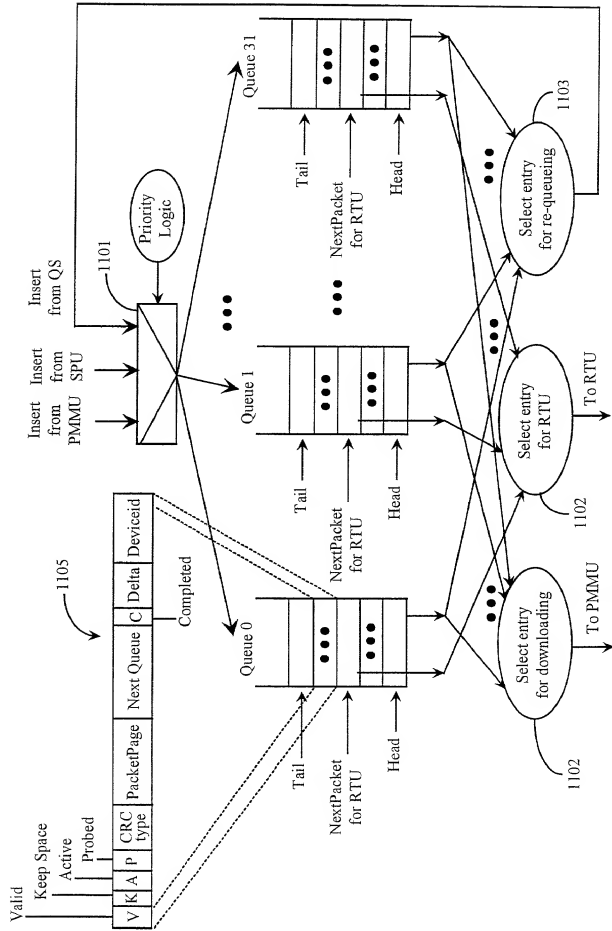 Valid
Keep Space
Active
Probed
V
K
A
P
CRC
type
PacketPage
Next Queue
C
Delta
Deviceid
Completed
1105
Insert
from
PMMU
Insert
from
SPU
Insert
from QS
1101
Priority
Logic
Queue 0
Tail
NextPacket
for RTU
Head
Queue 1
Tail
NextPacket
for RTU
Head
Queue 31
Tail
NextPacket
for RTU
Head
Select entry
for downloading
1102
To PMMU
Select entry
for RTU
1102
To RTU
Select entry
for re-queueing
1103